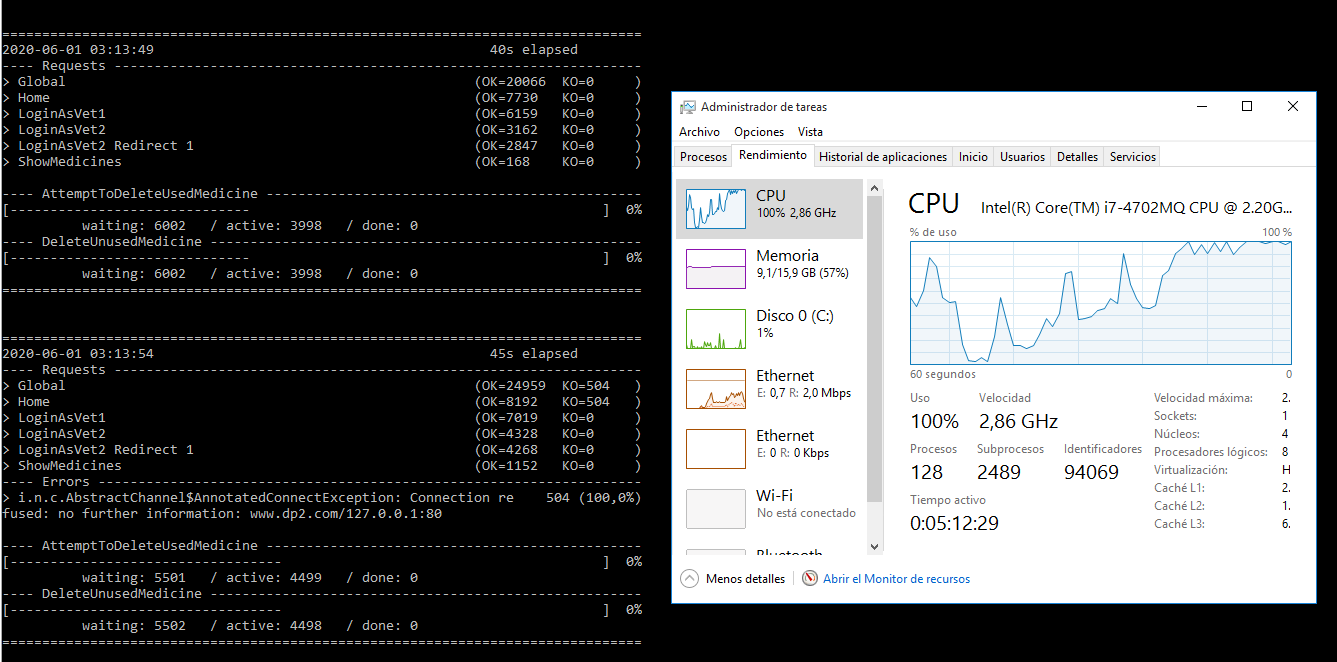 ================================================================================
2020-06-01 03:13:49                                          40s elapsed
---- Requests ------------------------------------------------------------------
> Global                                                   (OK=20066  KO=0     )
> Home                                                     (OK=7730   KO=0     )
> LoginAsVet1                                              (OK=6159   KO=0     )
> LoginAsVet2                                              (OK=3162   KO=0     )
> LoginAsVet2 Redirect 1                                   (OK=2847   KO=0     )
> ShowMedicines                                            (OK=168    KO=0     )
---- AttemptToDeleteUsedMedicine -----------------------------------------------
[------------------------------                                            ]  0%
          waiting: 6002   / active: 3998   / done: 0
---- DeleteUnusedMedicine ------------------------------------------------------
[------------------------------                                            ]  0%
          waiting: 6002   / active: 3998   / done: 0
================================================================================
================================================================================
2020-06-01 03:13:54                                          45s elapsed
---- Requests ------------------------------------------------------------------
> Global                                                   (OK=24959  KO=504   )
> Home                                                     (OK=8192   KO=504   )
> LoginAsVet1                                              (OK=7019   KO=0     )
> LoginAsVet2                                              (OK=4328   KO=0     )
> LoginAsVet2 Redirect 1                                   (OK=4268   KO=0     )
> ShowMedicines                                            (OK=1152   KO=0     )
---- Errors --------------------------------------------------------------------
> i.n.c.AbstractChannel$AnnotatedConnectException: Connection re    504 (100,0%)
fused: no further information: www.dp2.com/127.0.0.1:80
---- AttemptToDeleteUsedMedicine -----------------------------------------------
[----------------------------------                                        ]  0%
          waiting: 5501   / active: 4499   / done: 0
---- DeleteUnusedMedicine ------------------------------------------------------
[----------------------------------                                        ]  0%
          waiting: 5502   / active: 4498   / done: 0
================================================================================
Administrador de tareas
Archivo Opciones Vista
Procesos Rendimiento Historial de aplicaciones Inicio Usuarios Detalles Servicios
CPU
100% 2,86 GHz
Memoria
9,1/15,9 GB (57%)
Disco 0 (C:)
1%
Ethernet
E: 0,7 R: 2,0 Mbps
Ethernet
E: 0 R: 0 Kbps
Wi-Fi
No está conectado
Bluetooth
CPU Intel(R) Core(TM) i7-4702MQ CPU @ 2.20G...
% de uso 100 %
60 segundos 0
Uso Velocidad
100% 2,86 GHz
Procesos Subprocesos Identificadores
128 2489 94069
Tiempo activo
0:05:12:29
Velocidad máxima: 2.
Sockets: 1
Núcleos: 4
Procesadores lógicos: 8
Virtualización: H
Caché L1: 2.
Caché L2: 1.
Caché L3: 6.
Menos detalles Abrir el Monitor de recursos